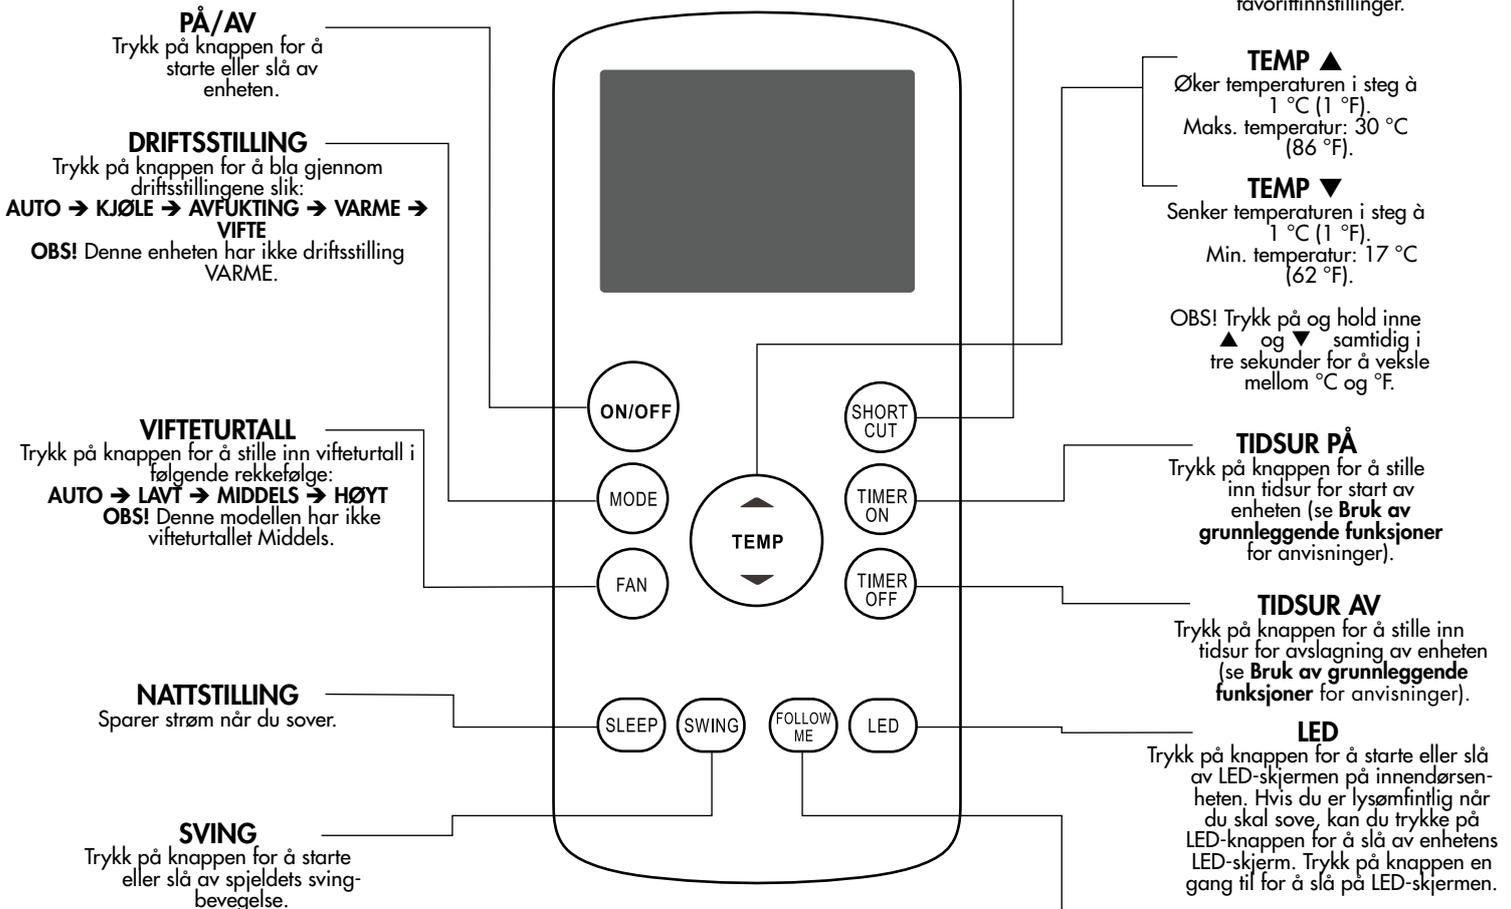 PÅ/AV
Trykk på knappen for å
starte eller slå av
enheten.
DRIFTSSTILLING
Trykk på knappen for å bla gjennom
driftsstillingene slik:
AUTO ➔ KJØLE ➔ AVFUKTING ➔ VARME ➔
VIFTE
OBS! Denne enheten har ikke driftsstilling
VARME.
VIFTETURTALL
Trykk på knappen for å stille inn vifteturtall i
følgende rekkefølge:
AUTO ➔ LAVT ➔ MIDDELS ➔ HØYT
OBS! Denne modellen har ikke
vifteturtallet Middels.
NATTSTILLING
Sparer strøm når du sover.
SVING
Trykk på knappen for å starte
eller slå av spjeldets sving-
bevegelse.
ON/OFF
MODE
FAN
TEMP
SHORT
CUT
TIMER
ON
TIMER
OFF
SLEEP
SWING
FOLLOW
ME
LED
favorittinnstillinger.
TEMP ▲
Øker temperaturen i steg à
1 °C (1 °F).
Maks. temperatur: 30 °C
(86 °F).
TEMP ▼
Senker temperaturen i steg à
1 °C (1 °F).
Min. temperatur: 17 °C
(62 °F).
OBS! Trykk på og hold inne
▲ og ▼ samtidig i
tre sekunder for å veksle
mellom °C og °F.
TIDSUR PÅ
Trykk på knappen for å stille
inn tidsur for start av
enheten (se Bruk av
grunnleggende funksjoner
for anvisninger).
TIDSUR AV
Trykk på knappen for å stille inn
tidsur for avslagning av enheten
(se Bruk av grunnleggende
funksjoner for anvisninger).
LED
Trykk på knappen for å starte eller slå
av LED-skjermen på innendørsen-
heten. Hvis du er lysømfintlig når
du skal sove, kan du trykke på
LED-knappen for å slå av enhetens
LED-skjerm. Trykk på knappen en
gang til for å slå på LED-skjermen.